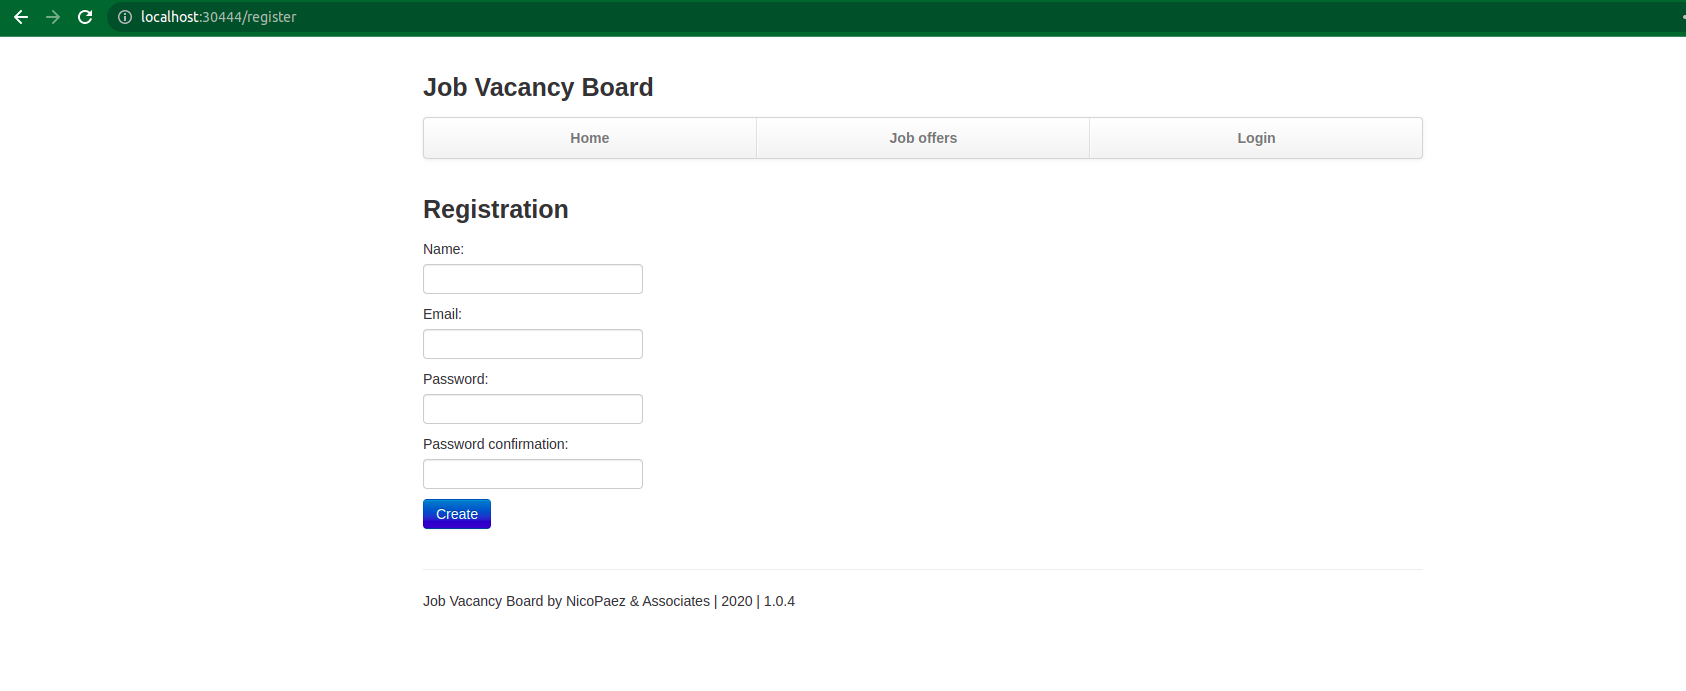 localhost:30444/register
Job Vacancy Board
Home Job offers Login
Registration
Name:
Email:
Password:
Password confirmation:
Create
Job Vacancy Board by NicoPaez & Associates | 2020 | 1.0.4